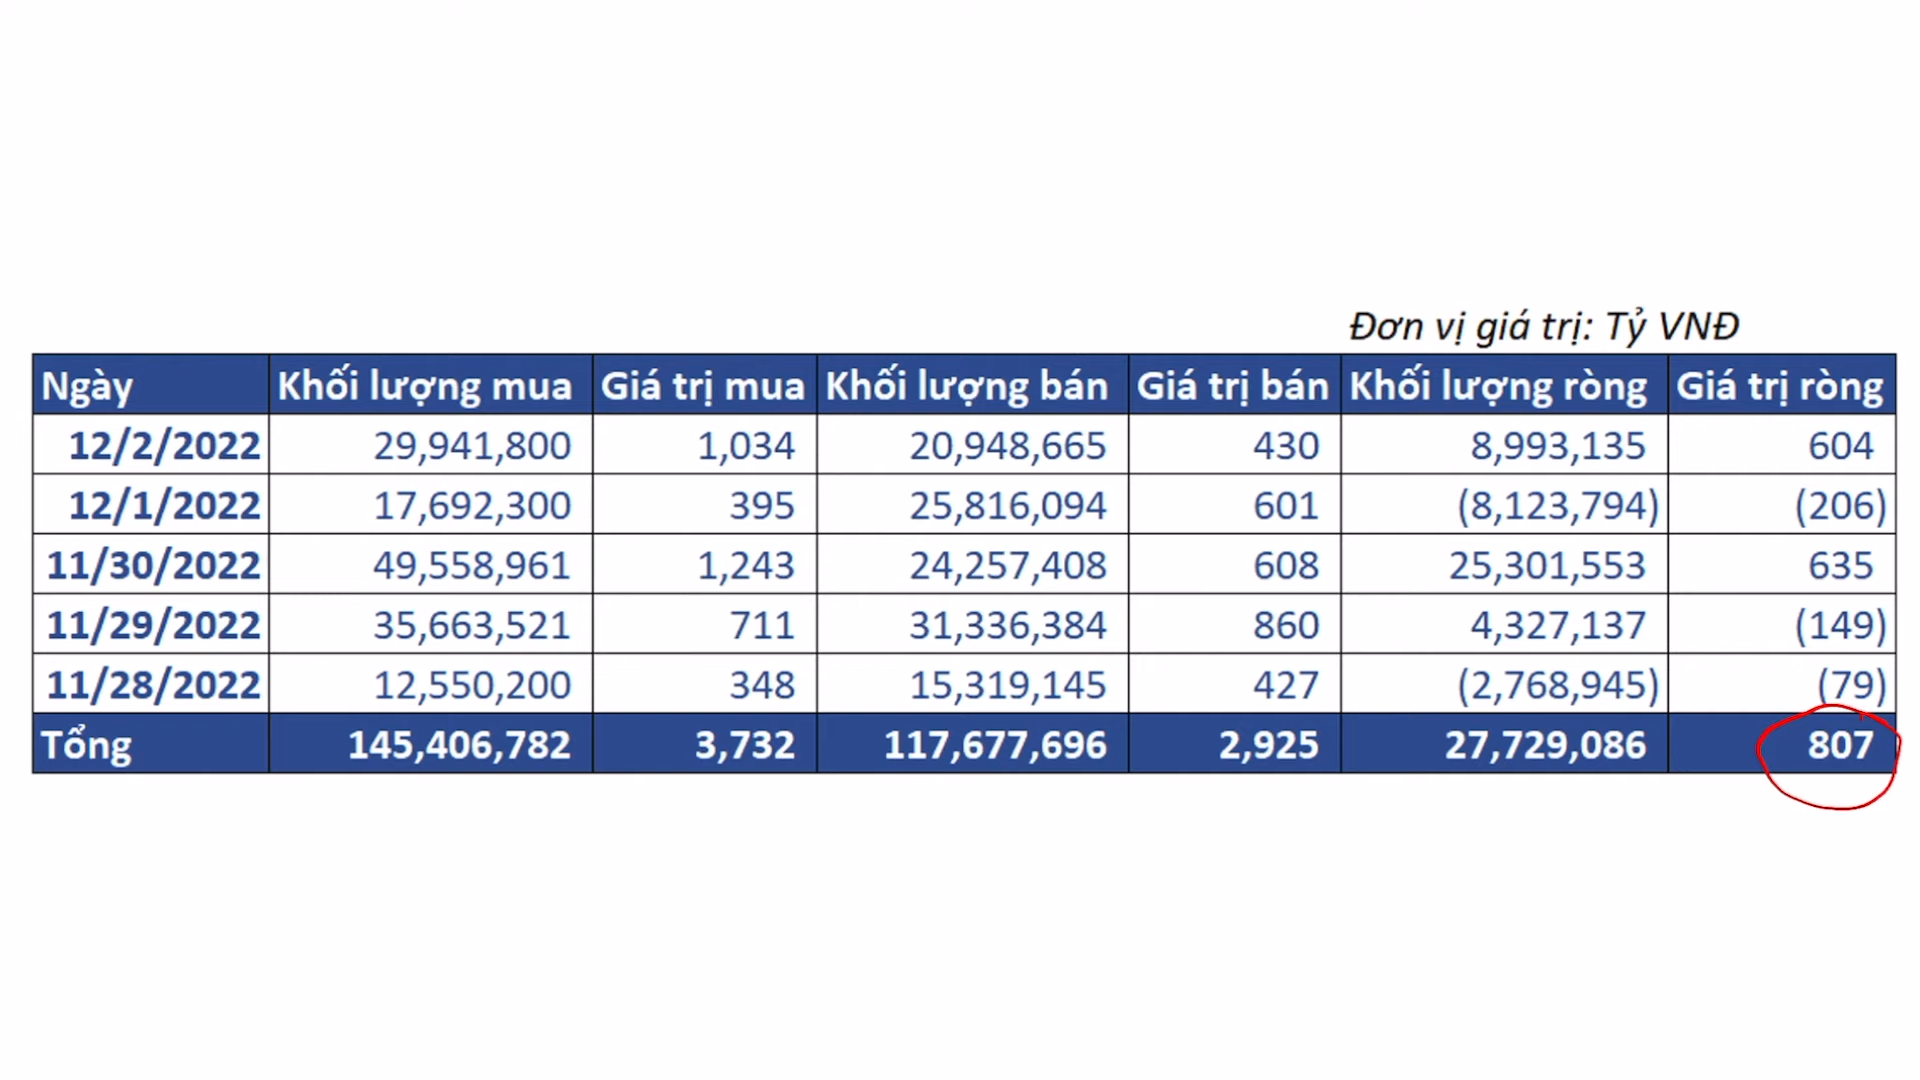 Đơn vị giá trị: Tỷ VNĐ
Ngày Khối lượng mua Giá trị mua Khối lượng bán Giá trị bán Khối lượng ròng Giá trị ròng
12/2/2022 29,941,800 1,034 20,948,665 430 8,993,135 604
12/1/2022 17,692,300 395 25,816,094 601 (8,123,794) (206)
11/30/2022 49,558,961 1,243 24,257,408 608 25,301,553 635
11/29/2022 35,663,521 711 31,336,384 860 4,327,137 (149)
11/28/2022 12,550,200 348 15,319,145 427 (2,768,945) (79)
Tổng 145,406,782 3,732 117,677,696 2,925 27,729,086 807